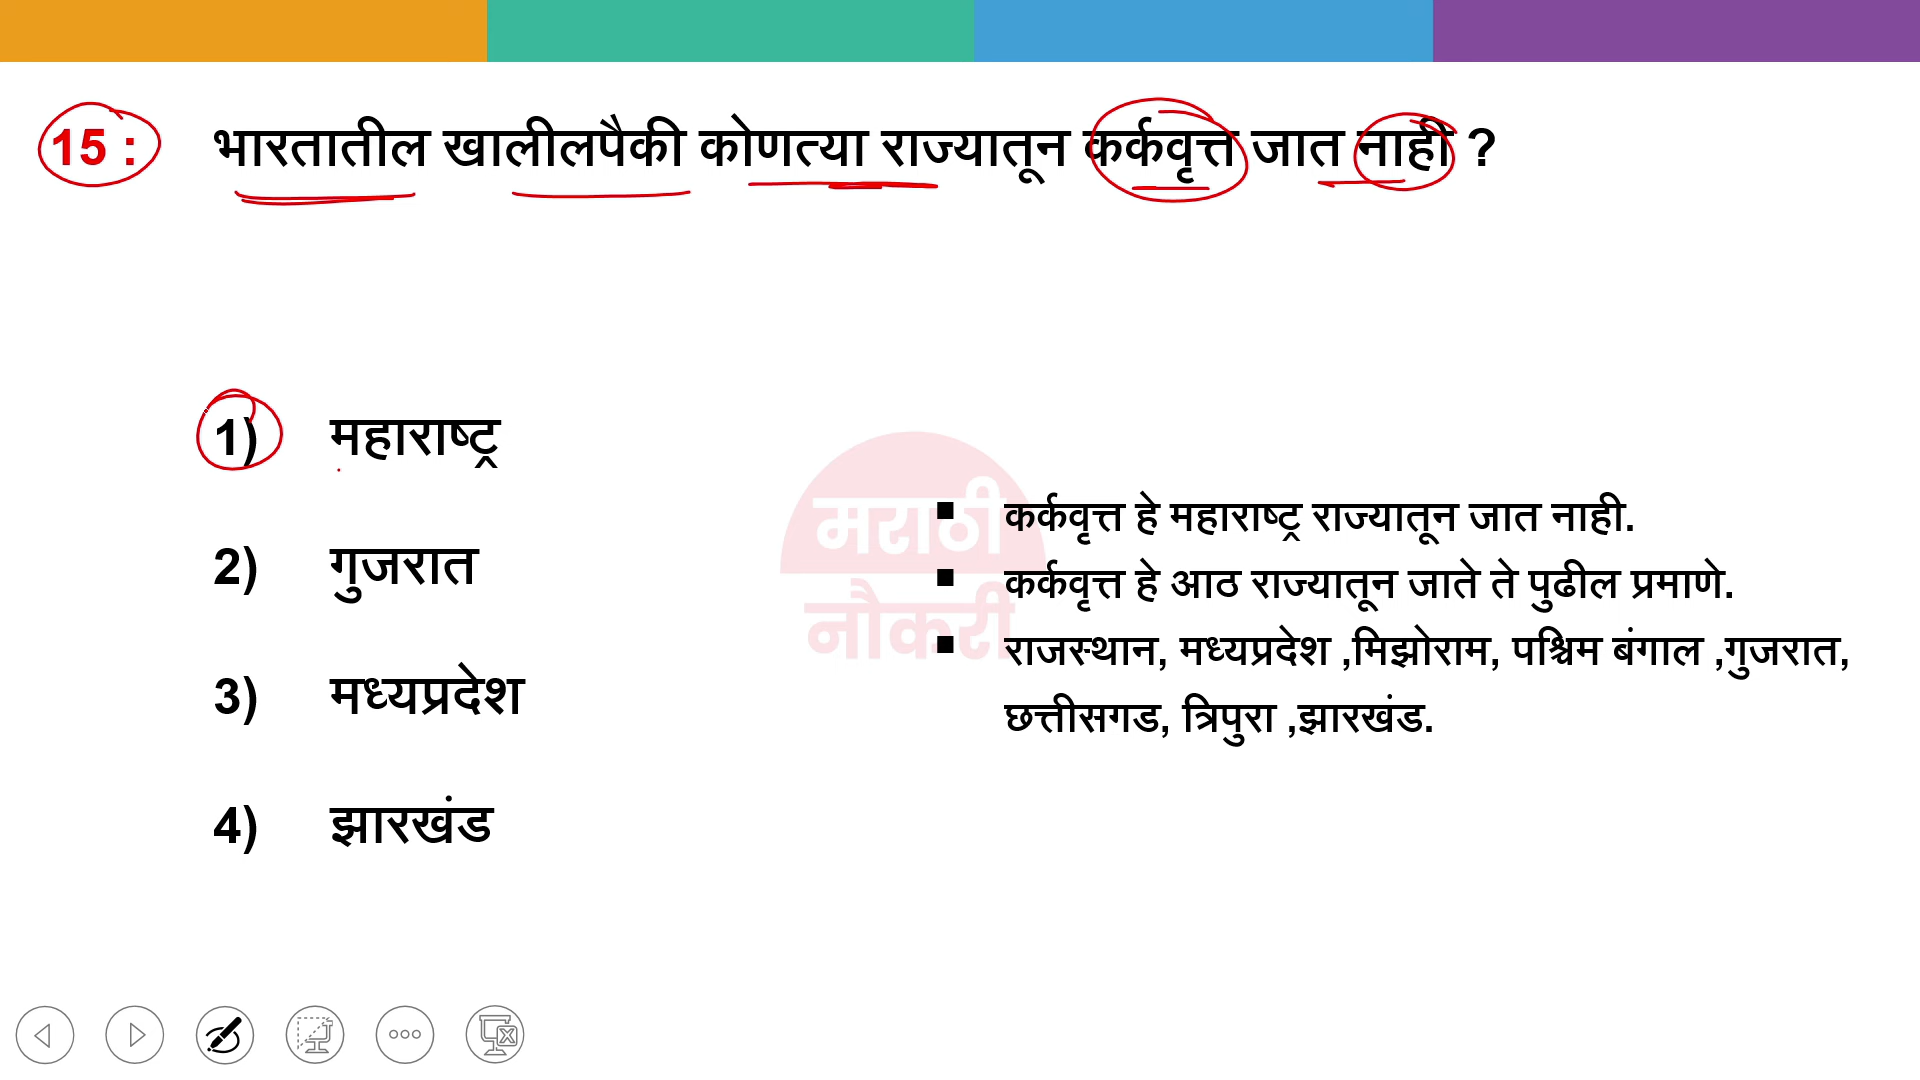 15 : भारतातील खालीलपैकी कोणत्या राज्यातून कर्कवृत्त जात नाही ?
1) महाराष्ट्र
2) गुजरात
3) मध्यप्रदेश
4) झारखंड
मराठी
नौकरी
▪ कर्कवृत्त हे महाराष्ट्र राज्यातून जात नाही.
▪ कर्कवृत्त हे आठ राज्यातून जाते ते पुढील प्रमाणे.
▪ राजस्थान, मध्यप्रदेश ,मिझोराम, पश्चिम बंगाल ,गुजरात,
छत्तीसगड, त्रिपुरा ,झारखंड.